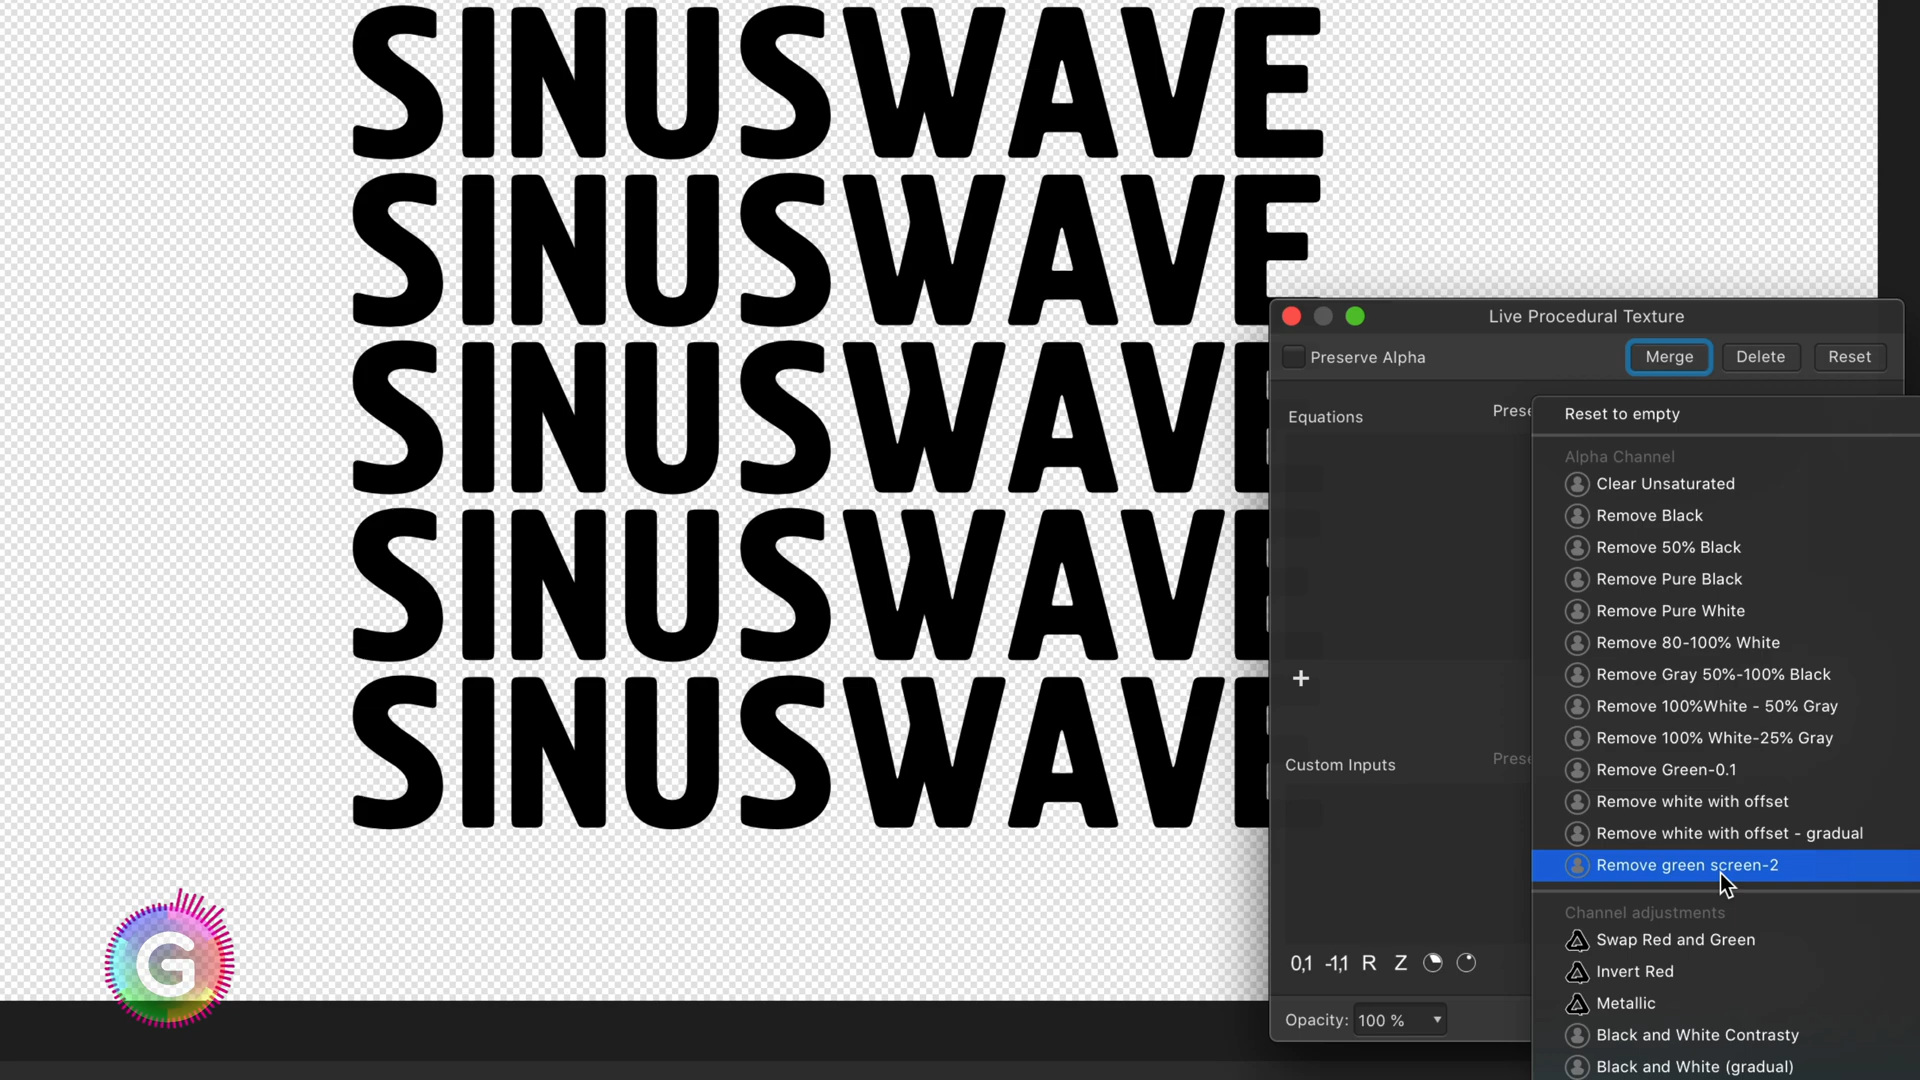 SINUSWAVE
SINUSWAVE
SINUSWAVE
SINUSWAVE
SINUSWAVE
Live Procedural Texture
Preserve Alpha
Merge
Delete
Reset
Equations
Prese
Reset to empty
Alpha Channel
Clear Unsaturated
Remove Black
Remove 50% Black
Remove Pure Black
Remove Pure White
Remove 80-100% White
Remove Gray 50%-100% Black
Remove 100%White - 50% Gray
Remove 100% White-25% Gray
Remove Green-0.1
Remove white with offset
Remove white with offset - gradual
Remove green screen-2
Channel adjustments
Swap Red and Green
Invert Red
Metallic
Black and White Contrasty
Black and White (gradual)
+
Custom Inputs
Prese
0,1 -1,1 R Z
Opacity: 100 %
G